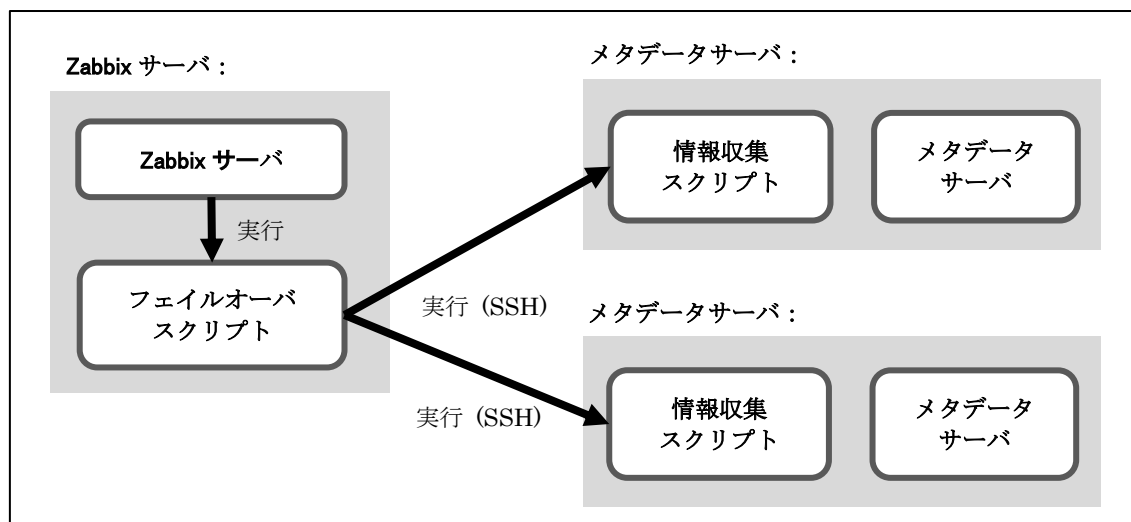 Zabbix サーバ：
Zabbix サーバ
実行
フェイルオーバ
スクリプト
実行 (SSH)
実行 (SSH)
メタデータサーバ：
情報収集
スクリプト
メタデータ
サーバ
メタデータサーバ：
情報収集
スクリプト
メタデータ
サーバ